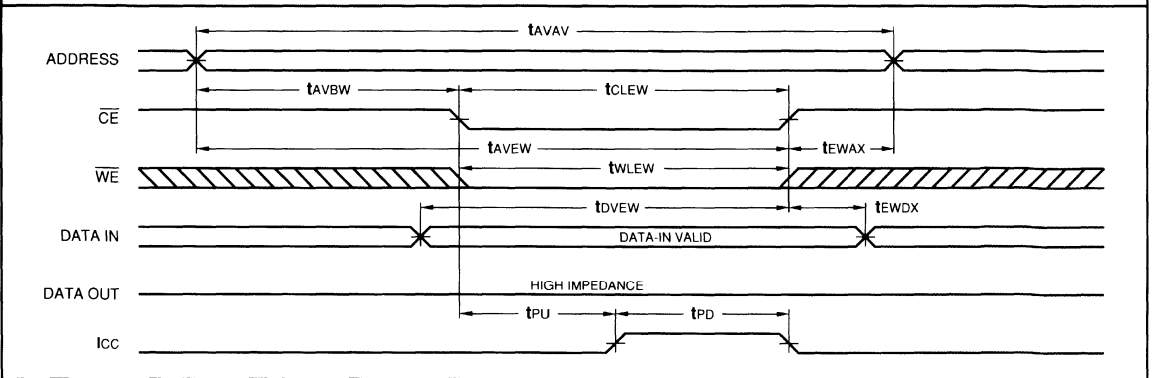 tAVAV
ADDRESS
tAVBW
tCLEW
CE
tAVEW
tEWAX
WE
tWLEW
tDVEW
tEWDX
DATA IN
DATA-IN VALID
DATA OUT
HIGH IMPEDANCE
tPU
tPD
ICC